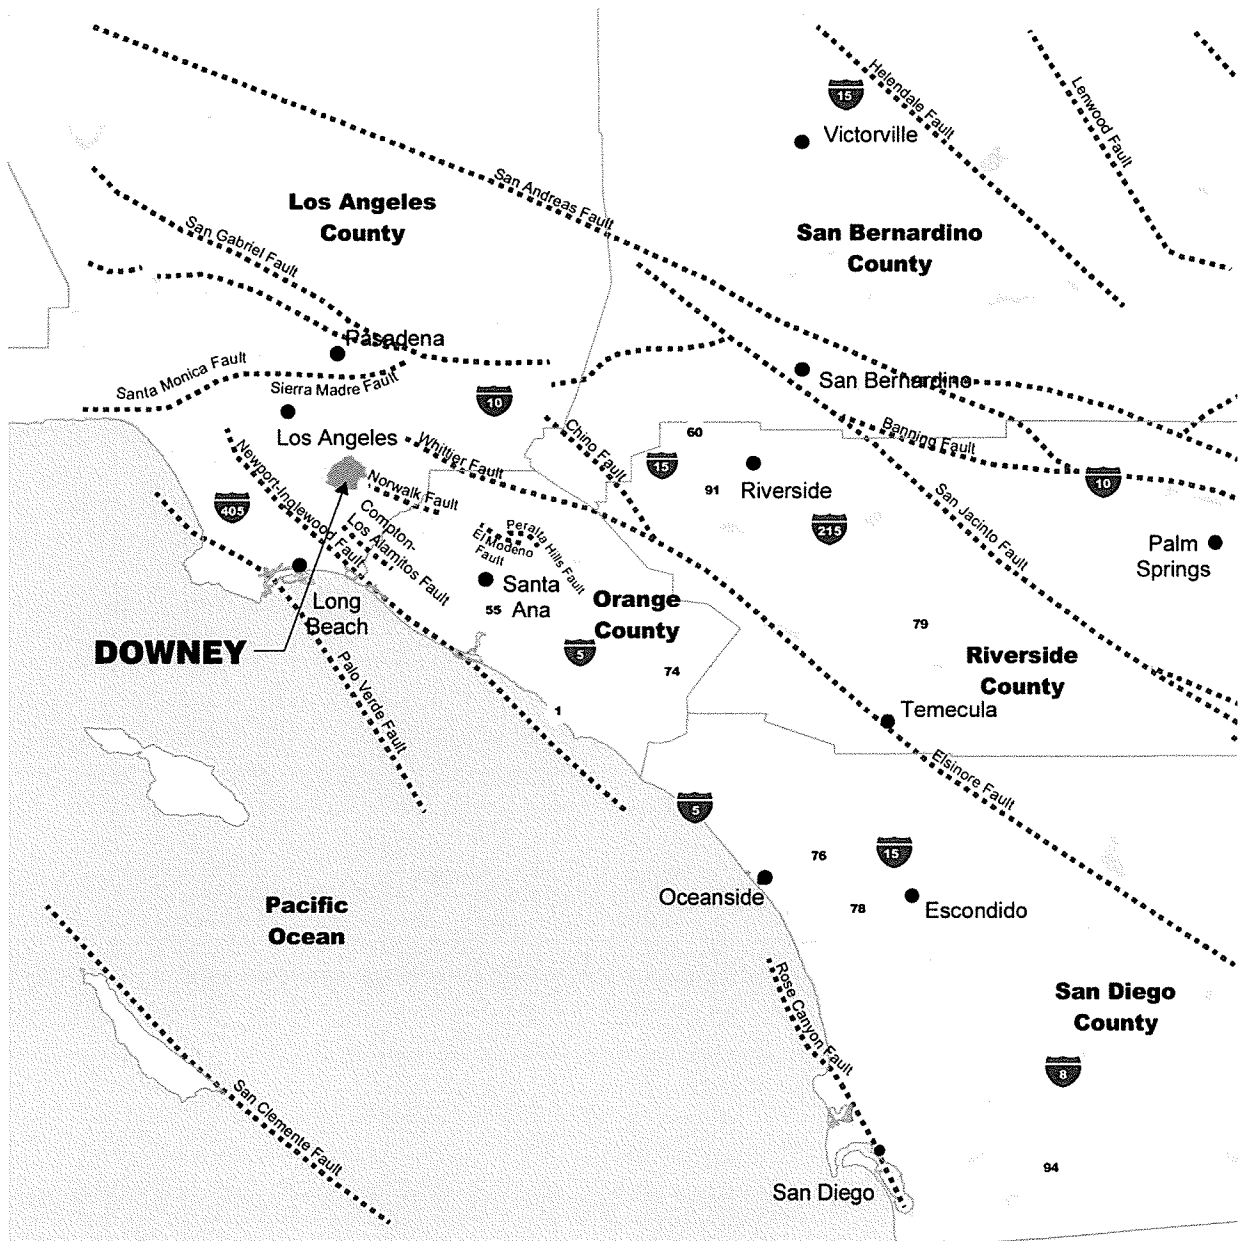 15
Helendale Fault
Lenwood Fault
Victorville
San Andreas Fault
Los Angeles
County
San Gabriel Fault
San Bernardino
County
Pasadena
Santa Monica Fault
Sierra Madre Fault
San Bernardino
10
Los Angeles
Whittier Fault
Chino Fault
60
Banning Fault
15
Riverside
91
10
Newport-Inglewood Fault
Norwalk Fault
405
Compton-
Los Alamitos Fault
Peralta Hills Fault
El Modeno
Fault
215
San Jacinto Fault
Palm
Springs
Santa
Ana
55
Long
Beach
Orange
County
79
DOWNEY
5
74
Riverside
County
Palo Verde Fault
1
Temecula
Elsinore Fault
5
76
15
Oceanside
78
Escondido
Pacific
Ocean
Rose Canyon Fault
San Diego
County
8
San Clemente Fault
94
San Diego